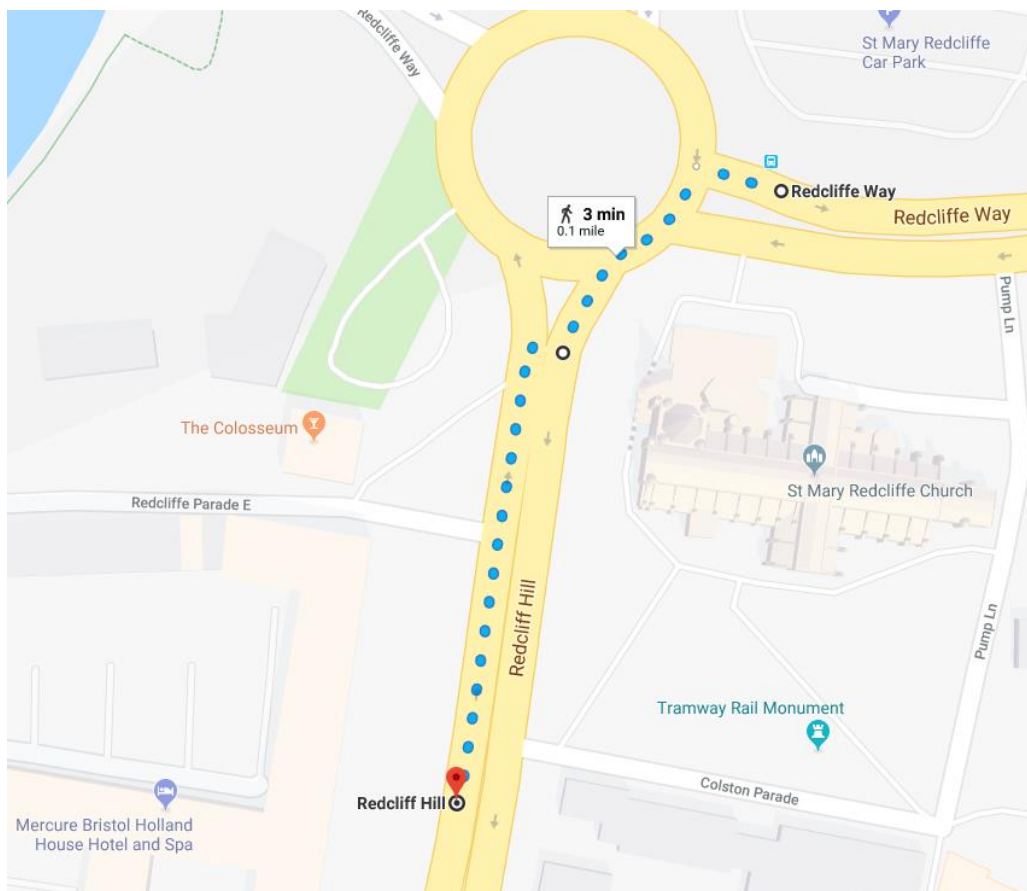 Redcliffe Way
St Mary Redcliffe
Car Park
Redcliffe Way
Redcliffe Way
3 min
0.1 mile
Pump Ln
The Colosseum
St Mary Redcliffe Church
Redcliffe Parade E
Redcliff Hill
Pump Ln
Tramway Rail Monument
Colston Parade
Redcliff Hill
Mercure Bristol Holland
House Hotel and Spa